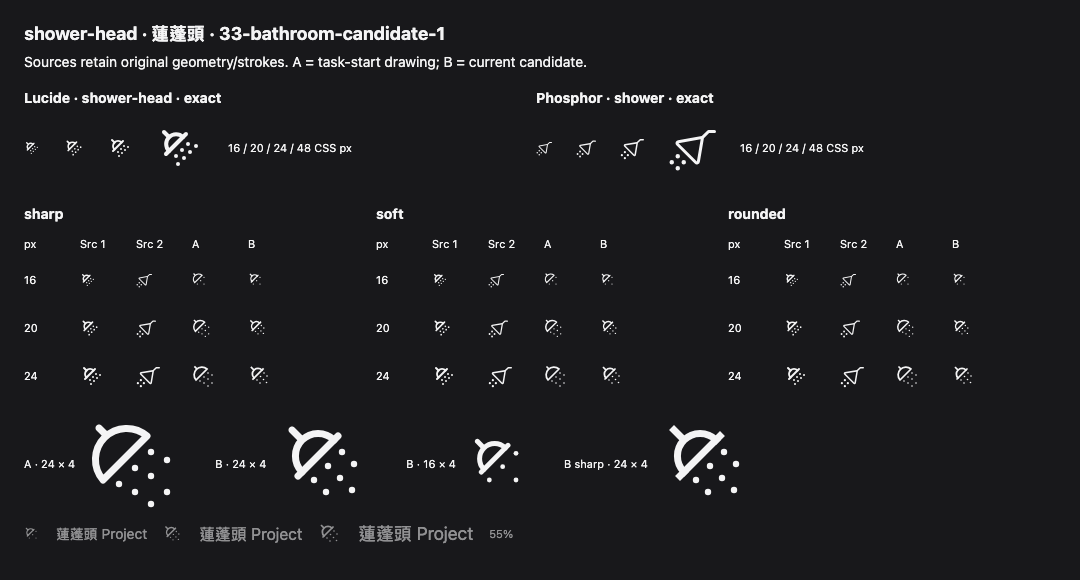 shower-head · 蓮蓬頭 · 33-bathroom-candidate-1
Sources retain original geometry/strokes. A = task-start drawing; B = current candidate.
Lucide · shower-head · exact
16 / 20 / 24 / 48 CSS px
Phosphor · shower · exact
16 / 20 / 24 / 48 CSS px
sharp
px Src 1 Src 2 A B
16
20
24
soft
px Src 1 Src 2 A B
16
20
24
rounded
px Src 1 Src 2 A B
16
20
24
A · 24 × 4
B · 24 × 4
B · 16 × 4
B sharp · 24 × 4
蓮蓬頭 Project 蓮蓬頭 Project 蓮蓬頭 Project 55%